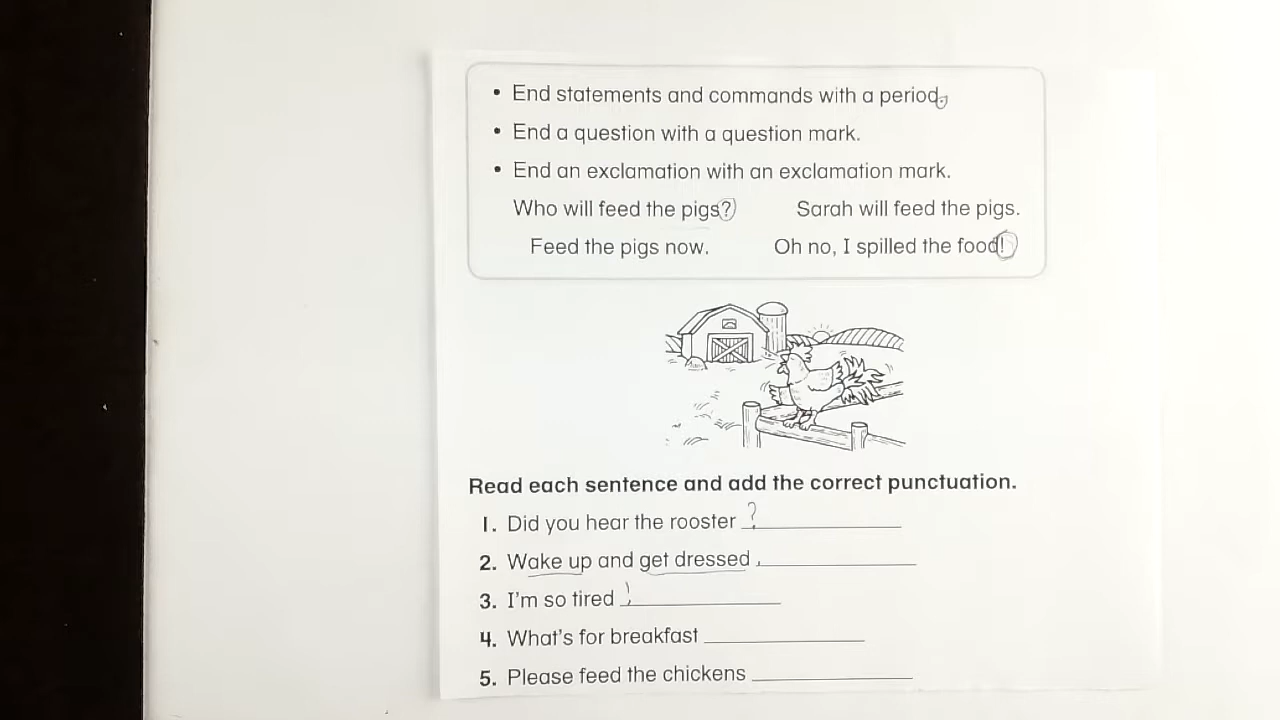 • End statements and commands with a period.
• End a question with a question mark.
• End an exclamation with an exclamation mark.
Who will feed the pigs? Sarah will feed the pigs.
Feed the pigs now. Oh no, I spilled the food!
Read each sentence and add the correct punctuation.
1. Did you hear the rooster ?
2. Wake up and get dressed .
3. I'm so tired !
4. What's for breakfast
5. Please feed the chickens